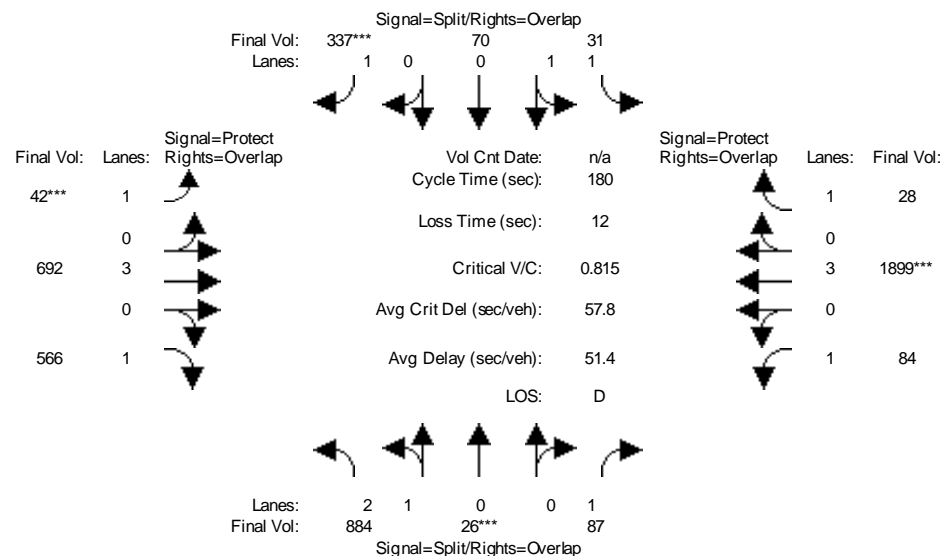 Signal=Split/Rights=Overlap
Final Vol: 337*** 70 31
Lanes: 1 0 0 1 1
Signal=Protect
Final Vol: Lanes: Rights=Overlap
Vol Cnt Date: n/a
Signal=Protect
Rights=Overlap Lanes: Final Vol:
42*** 1
Cycle Time (sec): 180
1 28
Loss Time (sec): 12
0
0
692 3
Critical V/C: 0.815
3 1899***
0
Avg Crit Del (sec/veh): 57.8
0
566 1
Avg Delay (sec/veh): 51.4
1 84
LOS: D
Lanes: 2 1 0 0 1
Final Vol: 884 26*** 87
Signal=Split/Rights=Overlap